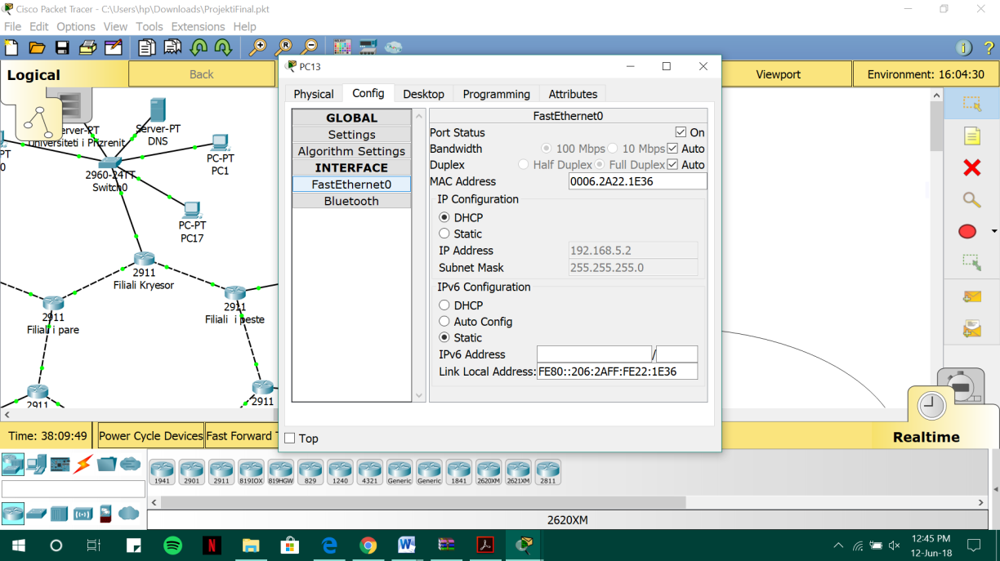 Cisco Packet Tracer - C:\Users\hp\Downloads\ProjektiFinal.pkt
File Edit Options View Tools Extensions Help
Logical
Back
Viewport
Environment: 16:04:30
PC13
Physical Config Desktop Programming Attributes
GLOBAL
Settings
Algorithm Settings
INTERFACE
FastEthernet0
Bluetooth
FastEthernet0
Port Status On
Bandwidth 100 Mbps 10 Mbps Auto
Duplex Half Duplex Full Duplex Auto
MAC Address 0006.2A22.1E36
IP Configuration
DHCP
Static
IP Address 192.168.5.2
Subnet Mask 255.255.255.0
IPv6 Configuration
DHCP
Auto Config
Static
IPv6 Address /
Link Local Address: FE80::206:2AFF:FE22:1E36
Top
erver-PT
Universiteti i Prizrenit
Server-PT
DNS
PT
0
2960-24TT
Switch0
PC-PT
PC1
PC-PT
PC17
2911
Filiali Kryesor
2911
Filiali i pare
2911
Filiali i peste
2911
2911
Time: 38:09:49
Power Cycle Devices
Fast Forward T
Realtime
1941 2901 2911 819IOX 819HGW 829 1240 4321 Generic Generic 1841 2620XM 2621XM 2811
2620XM
12:45 PM
12-Jun-18